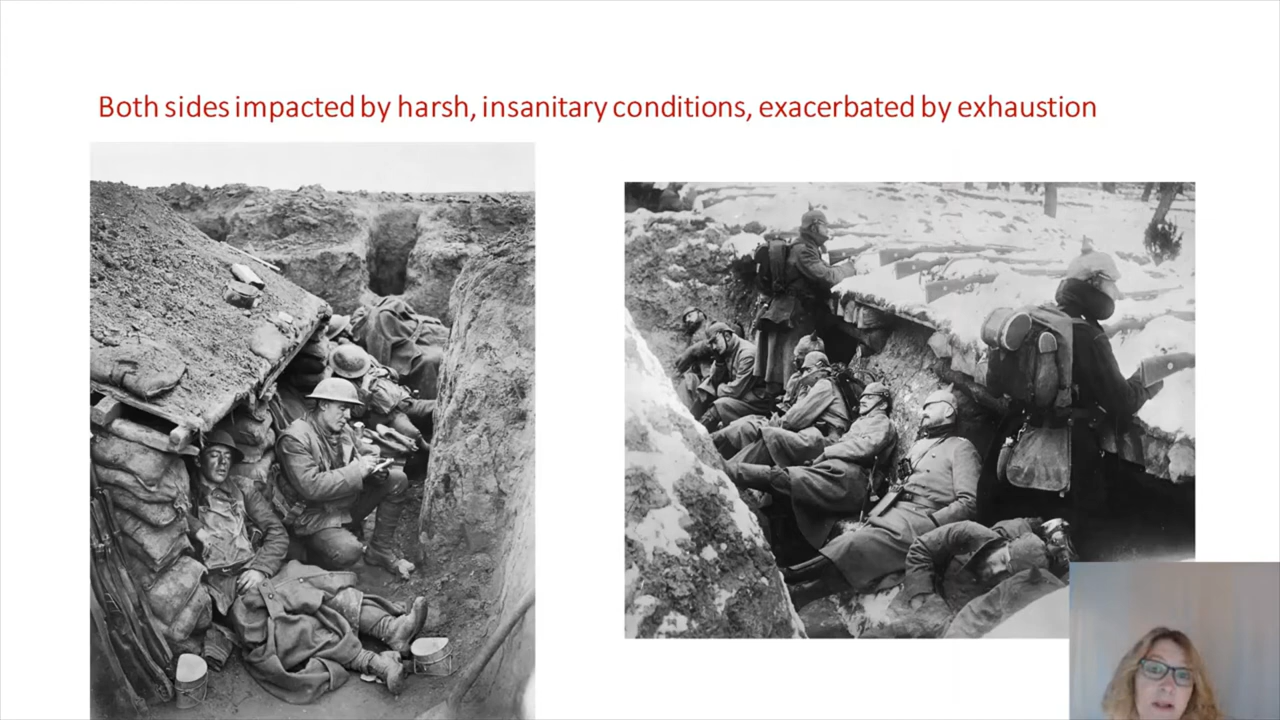 Both sides impacted by harsh, insanitary conditions, exacerbated by exhaustion